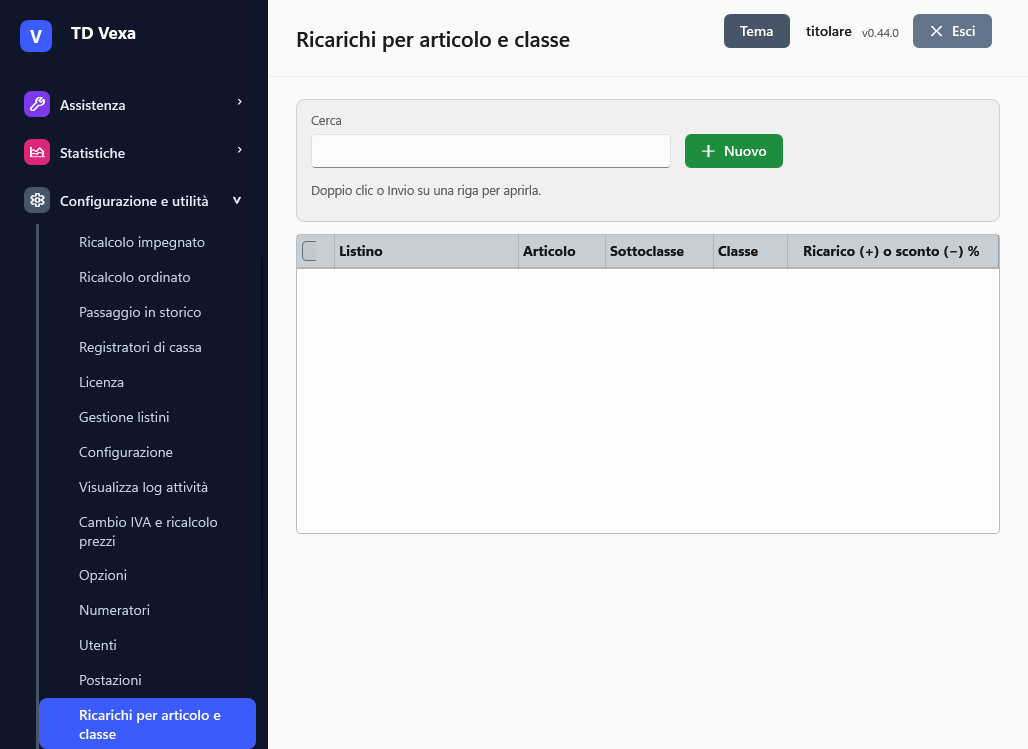 V
TD Vexa
Assistenza
Statistiche
Configurazione e utilità
Ricalcolo impegnato
Ricalcolo ordinato
Passaggio in storico
Registratori di cassa
Licenza
Gestione listini
Configurazione
Visualizza log attività
Cambio IVA e ricalcolo
prezzi
Opzioni
Numeratori
Utenti
Postazioni
Ricarichi per articolo e
classe
Ricarichi per articolo e classe
Tema
titolare v0.44.0
Esci
Cerca
Nuovo
Doppio clic o Invio su una riga per aprirla.
Listino Articolo Sottoclasse Classe Ricarico (+) o sconto (−) %